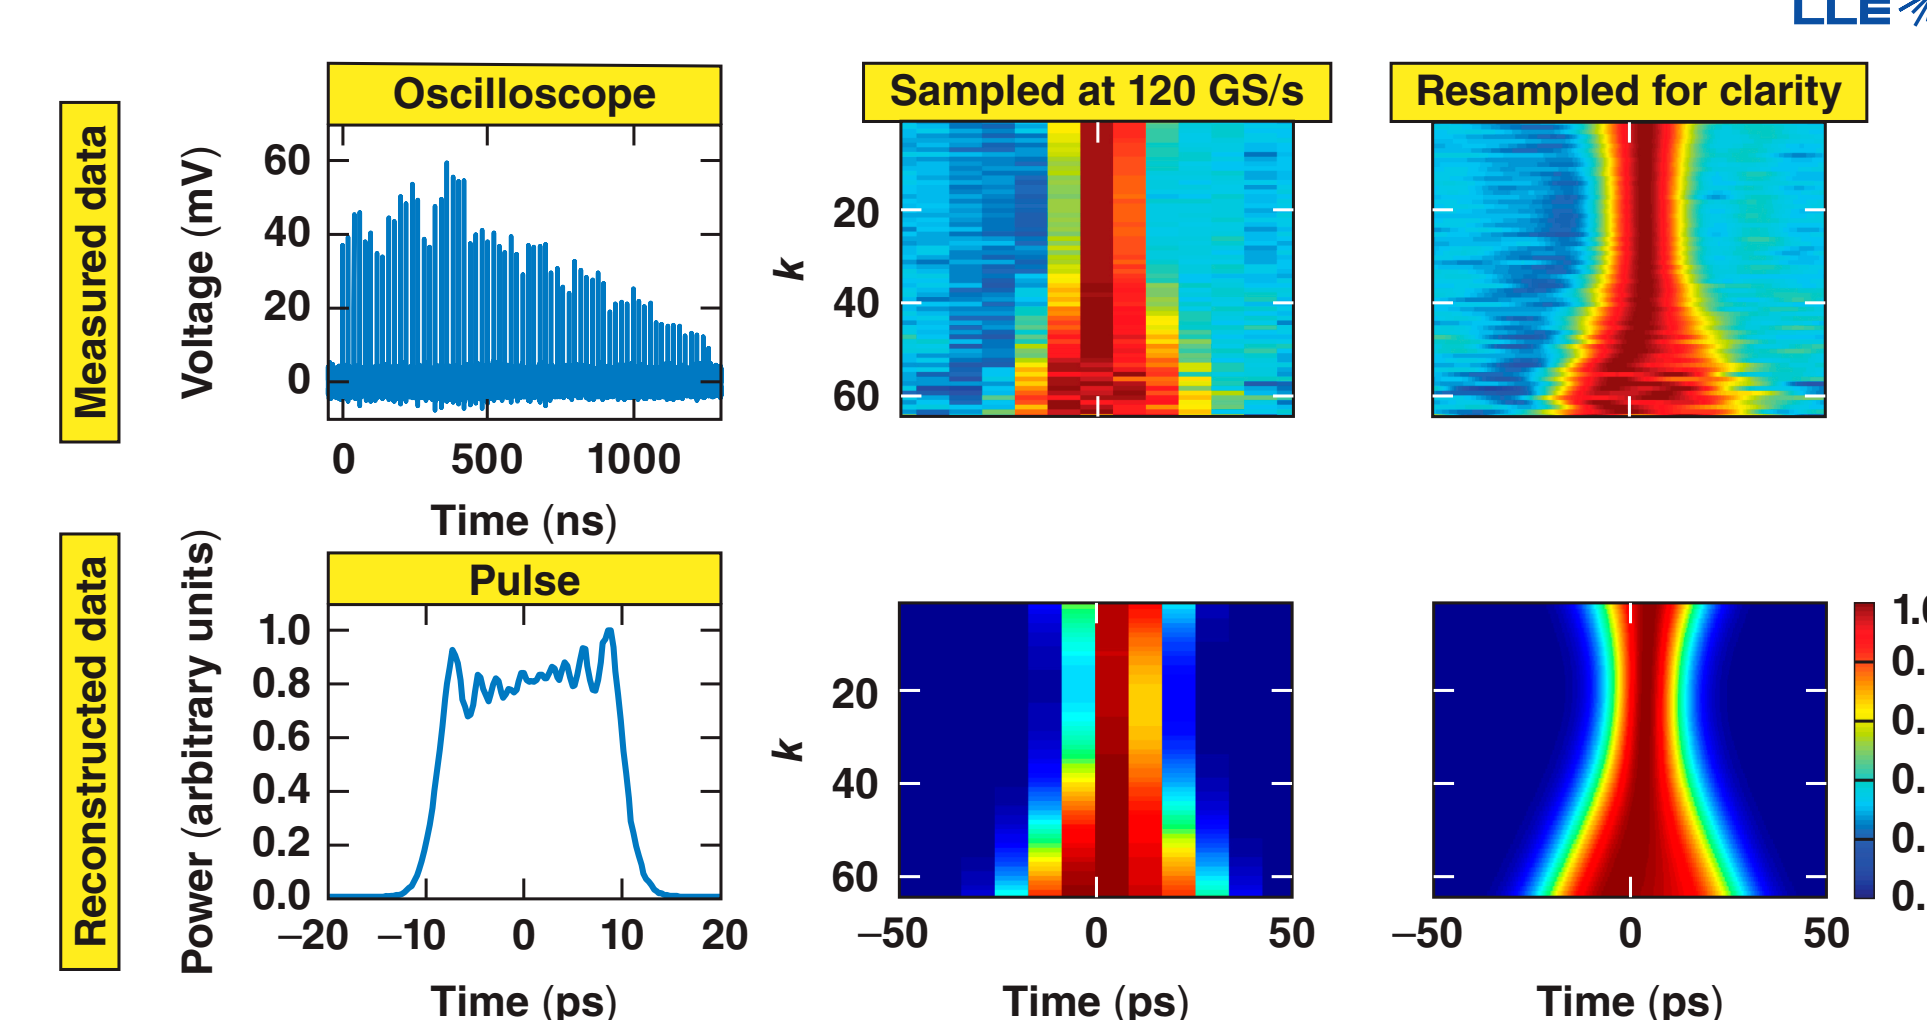 LLE
Measured data
Oscilloscope
Sampled at 120 GS/s
Resampled for clarity
Voltage (mV)
60
40
20
0
0 500 1000
Time (ns)
k
20
40
60
Reconstructed data
Pulse
Power (arbitrary units)
1.0
0.8
0.6
0.4
0.2
0.0
−20 −10 0 10 20
Time (ps)
k
20
40
60
−50 0 50
Time (ps)
−50 0 50
Time (ps)